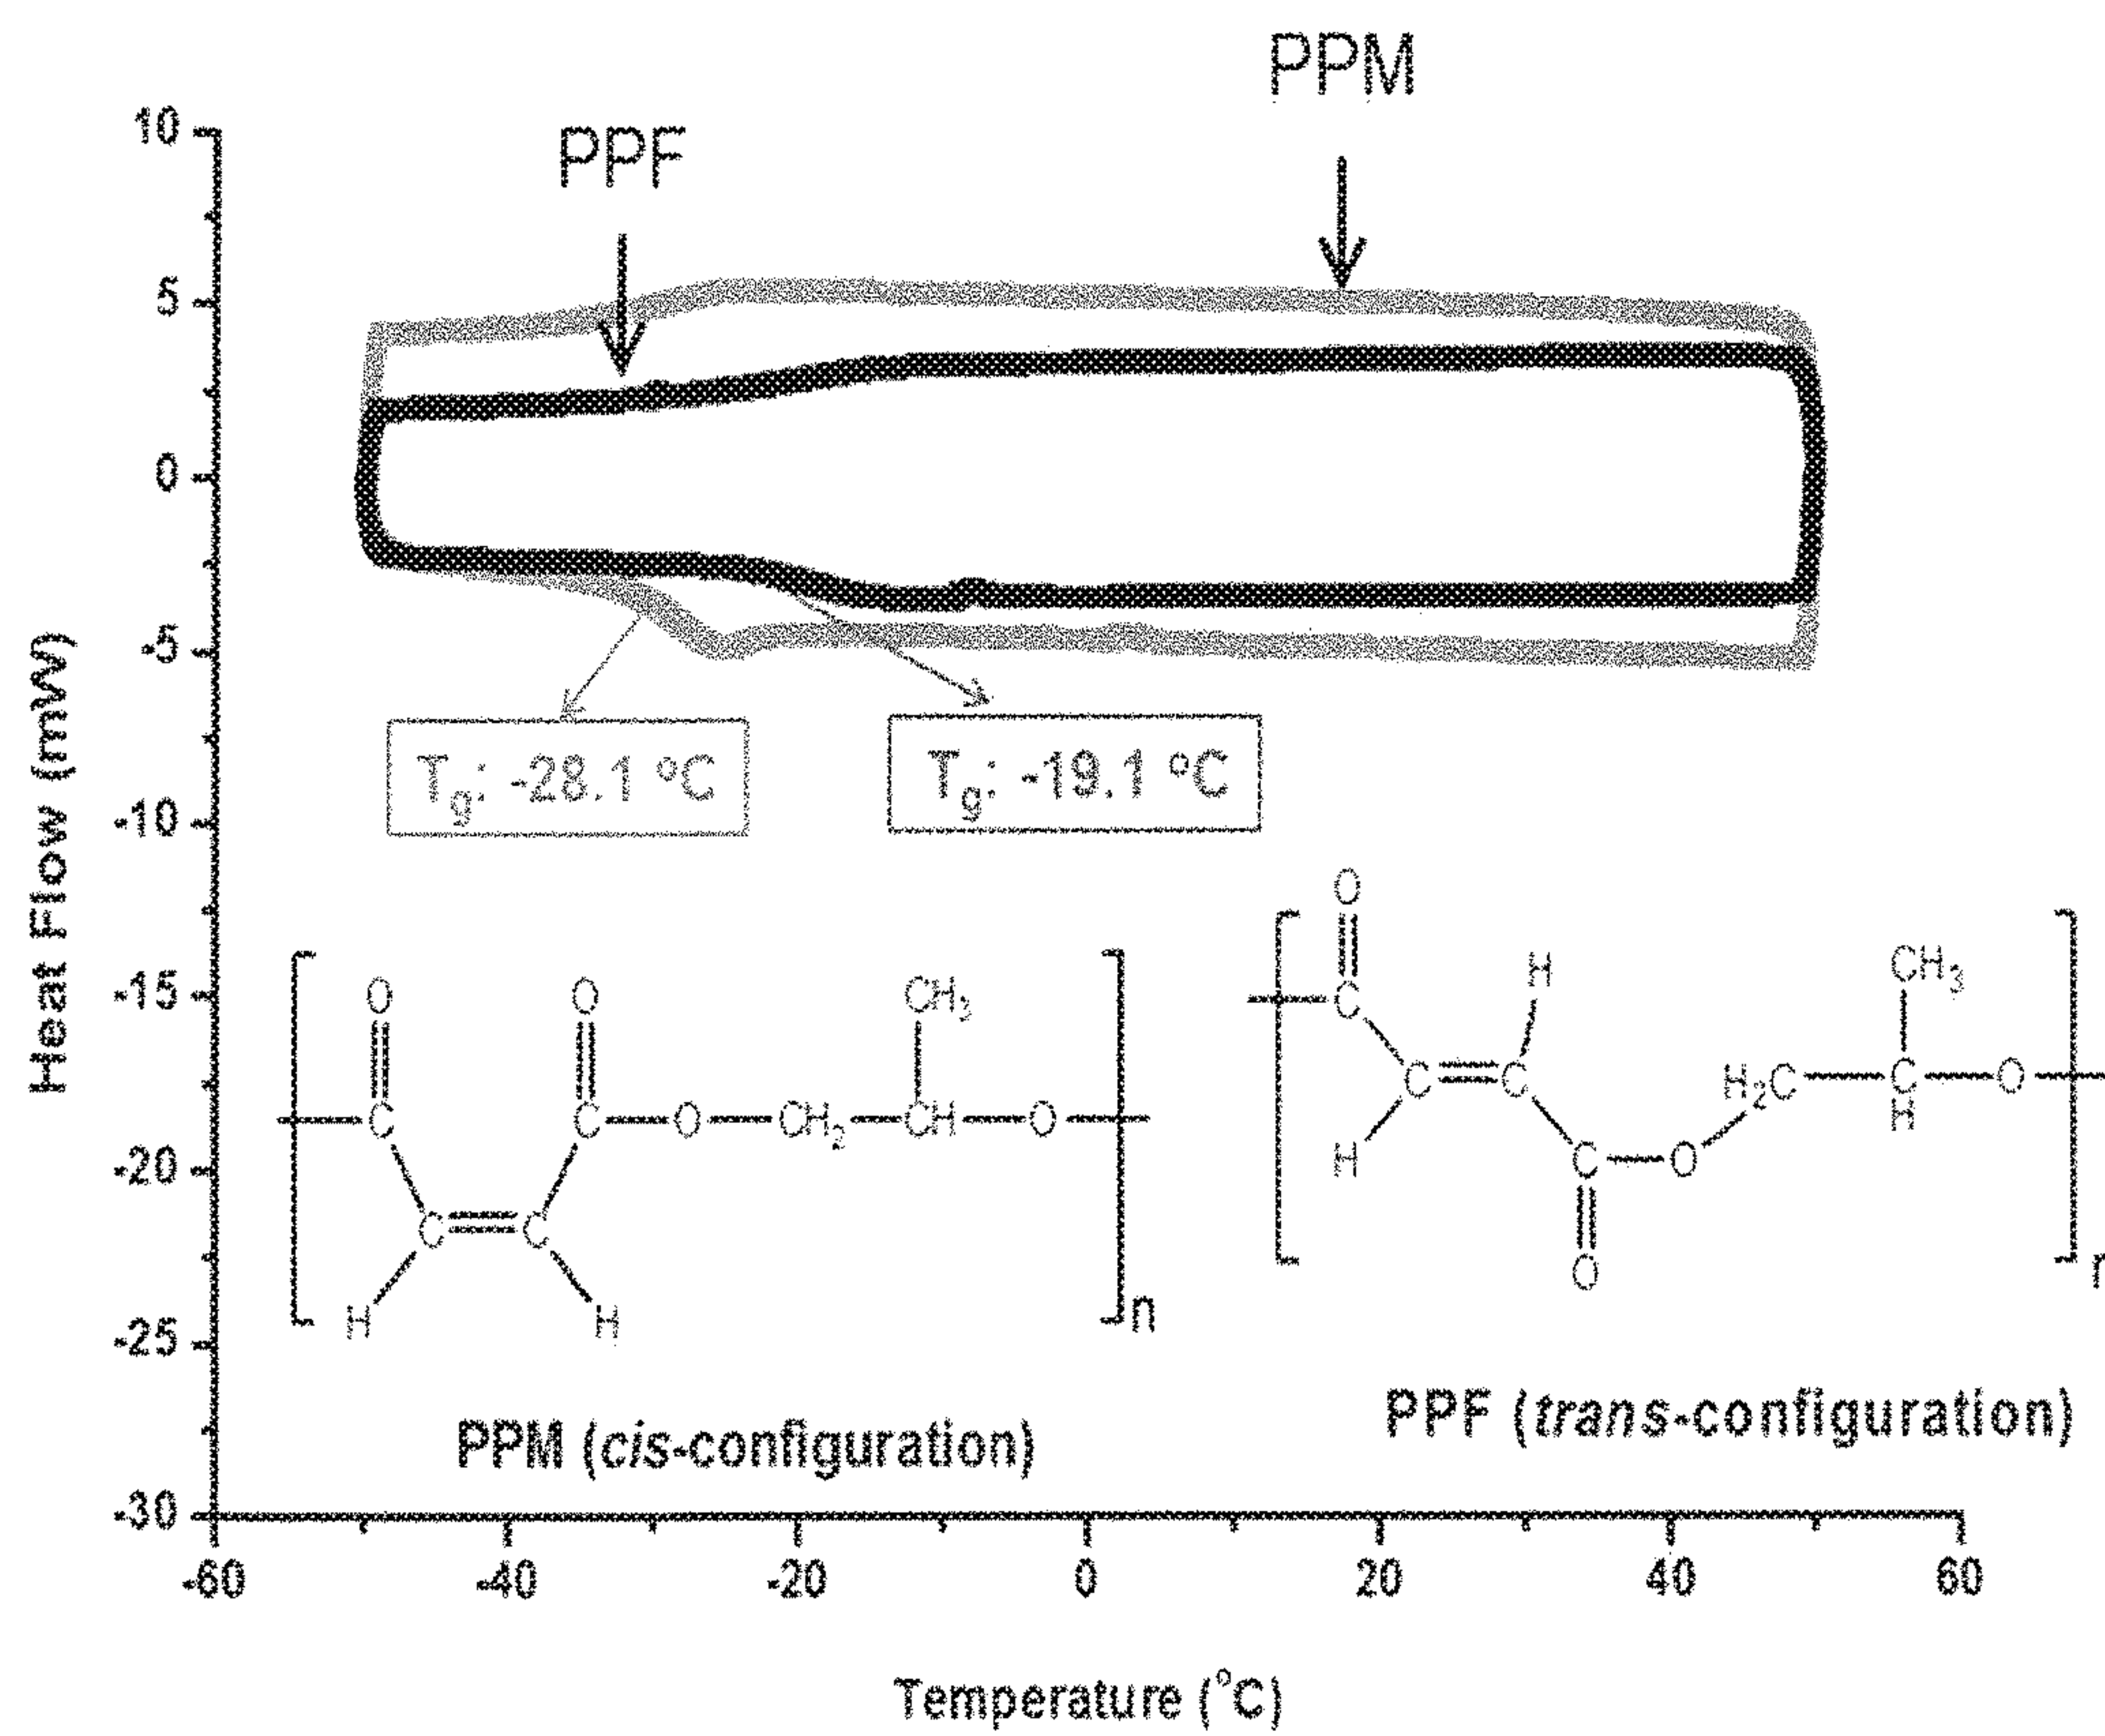 PPM
PPF
10
5
0
-5
-10
-15
-20
-25
-30
Heat Flow (mW)
Tg: -28.1 °C
Tg: -19.1 °C
O
O
CH3
C
C
O
CH2
CH
O
C
C
H
H
n
PPM (cis-configuration)
O
C
H
CH3
C
C
H2C
C
O
H
H
C
O
O
PPF (trans-configuration)
-60
-40
-20
0
20
40
60
Temperature (°C)